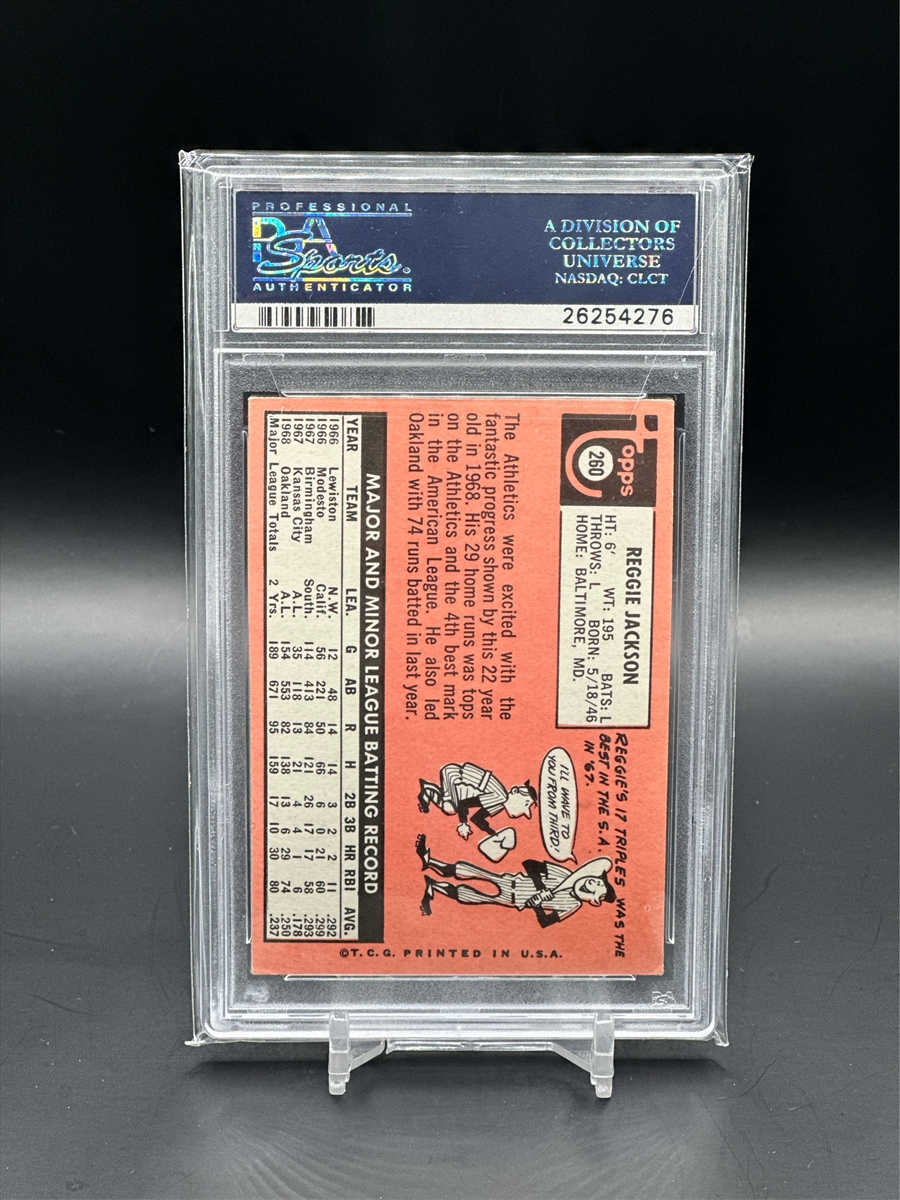 PROFESSIONAL
PSA
Sports.
AUTHENTICATOR
A DIVISION OF
COLLECTORS
UNIVERSE
NASDAQ: CLCT
26254276
Topps
260
REGGIE JACKSON
HT: 6' WT: 195 BATS: L
THROWS: L BORN: 5/18/46
HOME: BALTIMORE, MD.
REGGIE'S 17 TRIPLES WAS THE
BEST IN THE S.A.
IN '67.
I'LL WAVE TO
YOU FROM THIRD!
The Athletics were excited with the
fantastic progress shown by this 22 year
old in 1968. His 29 home runs was tops
on the Athletics and the 4th best mark
in the American League. He also led
Oakland with 74 runs batted in last year.
MAJOR AND MINOR LEAGUE BATTING RECORD
YEAR TEAM LEA. G AB R H 2B 3B HR RBI AVG.
1966 Lewiston N.W. 12 48 14 14 3 2 2 11 .292
1966 Modesto Calif. 56 221 50 66 6 0 21 60 .299
1967 Birmingham South. 114 413 84 121 26 17 17 58 .293
1967 Kansas City A.L. 35 118 13 21 4 4 1 6 .178
1968 Oakland A.L. 154 553 82 138 13 6 29 74 .250
Major League Totals 2 Yrs. 189 671 95 159 17 10 30 80 .237
©T.C.G. PRINTED IN U.S.A.